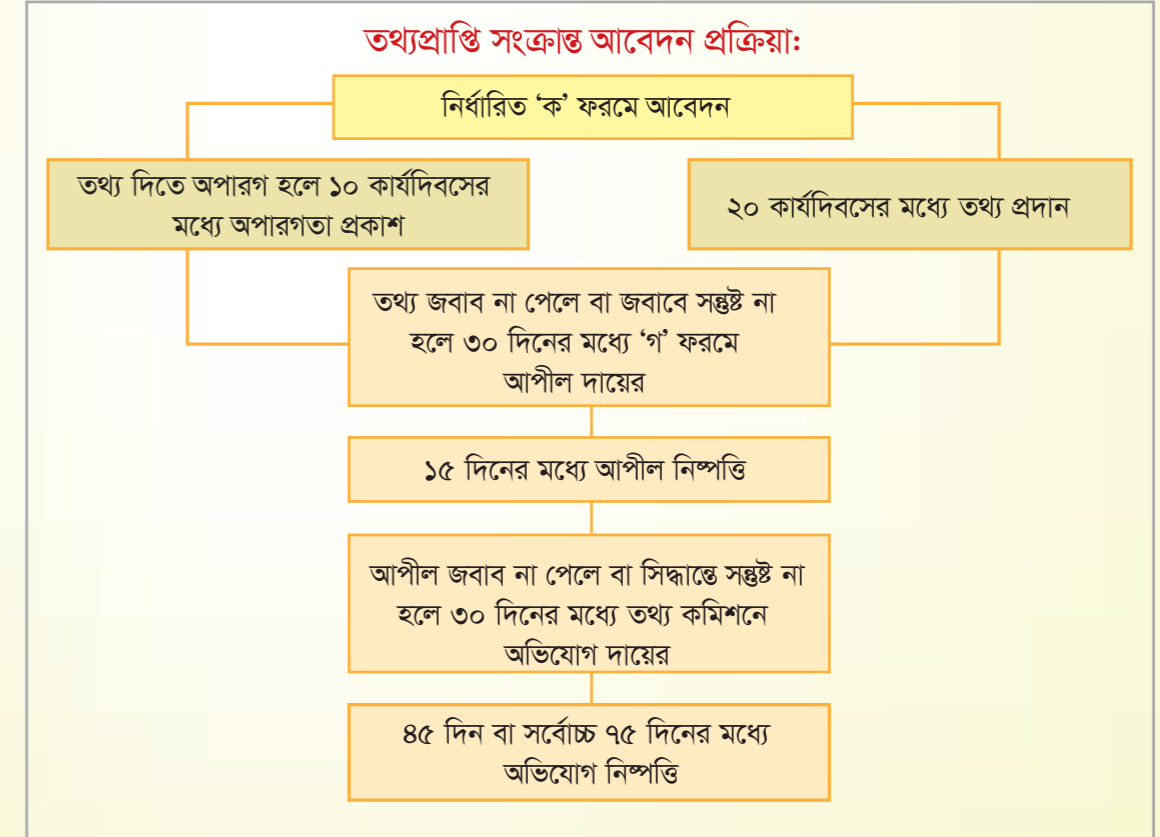 তথ্যপ্রাপ্তি সংক্রান্ত আবেদন প্রক্রিয়া:
নির্ধারিত ‘ক’ ফরমে আবেদন
তথ্য দিতে অপারগ হলে ১০ কার্যদিবসের
মধ্যে অপারগতা প্রকাশ
২০ কার্যদিবসের মধ্যে তথ্য প্রদান
তথ্য জবাব না পেলে বা জবাবে সন্তুষ্ট না
হলে ৩০ দিনের মধ্যে ‘গ’ ফরমে
আপীল দায়ের
১৫ দিনের মধ্যে আপীল নিষ্পত্তি
আপীল জবাব না পেলে বা সিদ্ধান্তে সন্তুষ্ট না
হলে ৩০ দিনের মধ্যে তথ্য কমিশনে
অভিযোগ দায়ের
৪৫ দিন বা সর্বোচ্চ ৭৫ দিনের মধ্যে
অভিযোগ নিষ্পত্তি